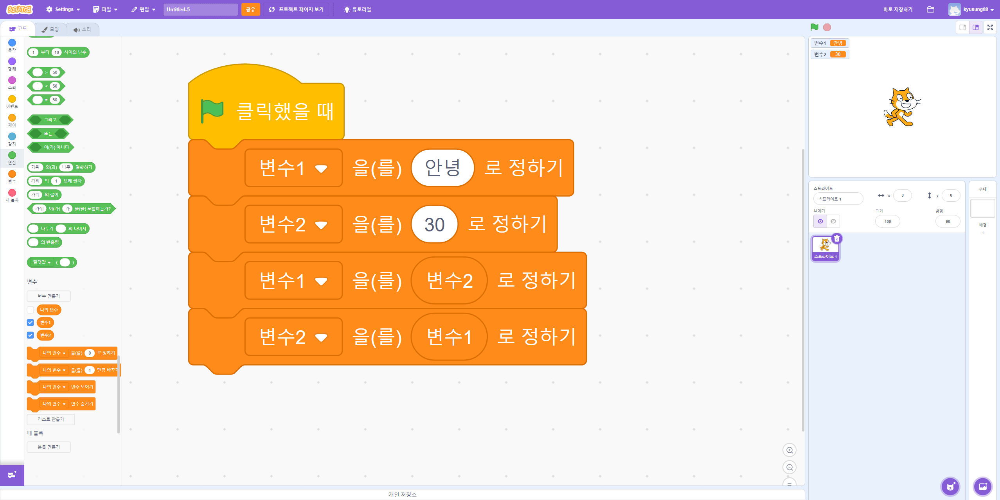 SCRATCH
Settings
파일
편집
Untitled-5
공유
프로젝트 페이지 보기
튜토리얼
바로 저장하기
kyusung88
코드
모양
소리
동작
형태
소리
이벤트
제어
감지
연산
변수
내 블록
1 부터 10 사이의 난수
> 50
< 50
= 50
그리고
또는
이(가) 아니다
가위 와(과) 나무 결합하기
가위 의 1 번째 글자
가위 의 길이
가위 이(가) 가 을(를) 포함하는가?
나누기 의 나머지
의 반올림
절댓값 ( )
변수
변수 만들기
나의 변수
변수1
변수2
나의 변수 을(를) 0 로 정하기
나의 변수 을(를) 1 만큼 바꾸기
나의 변수 변수 보이기
나의 변수 변수 숨기기
리스트 만들기
내 블록
블록 만들기
클릭했을 때
변수1 을(를) 안녕 로 정하기
변수2 을(를) 30 로 정하기
변수1 을(를) 변수2 로 정하기
변수2 을(를) 변수1 로 정하기
개인 저장소
변수1 안녕
변수2 30
스프라이트
스프라이트 1
x 0
y 0
보이기
크기
100
방향
90
스프라이트 1
무대
배경
1